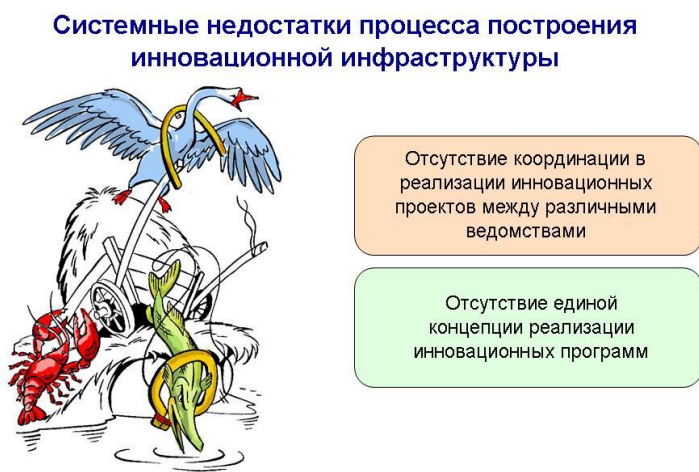 Системные недостатки процесса построения
инновационной инфраструктуры
Отсутствие координации в
реализации инновационных
проектов между различными
ведомствами
Отсутствие единой
концепции реализации
инновационных программ